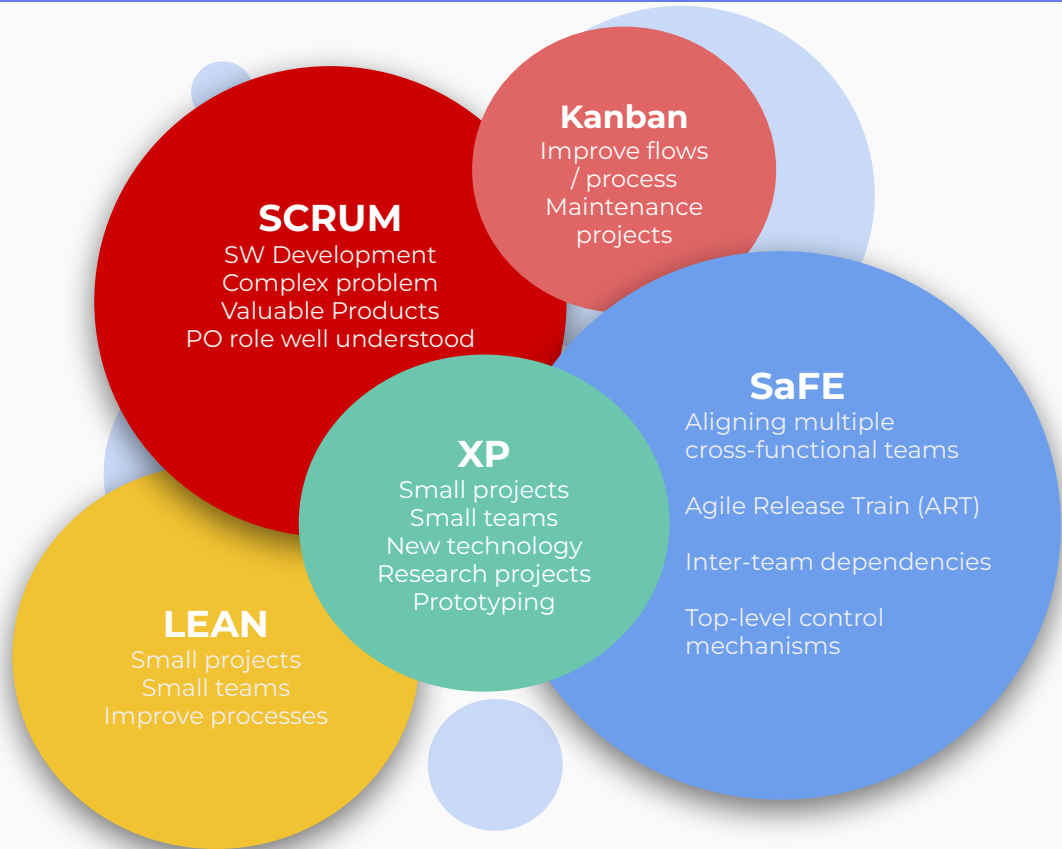 Kanban
Improve flows
/ process
Maintenance
projects
SCRUM
SW Development
Complex problem
Valuable Products
PO role well understood
SaFE
Aligning multiple
cross-functional teams
Agile Release Train (ART)
Inter-team dependencies
Top-level control
mechanisms
XP
Small projects
Small teams
New technology
Research projects
Prototyping
LEAN
Small projects
Small teams
Improve processes